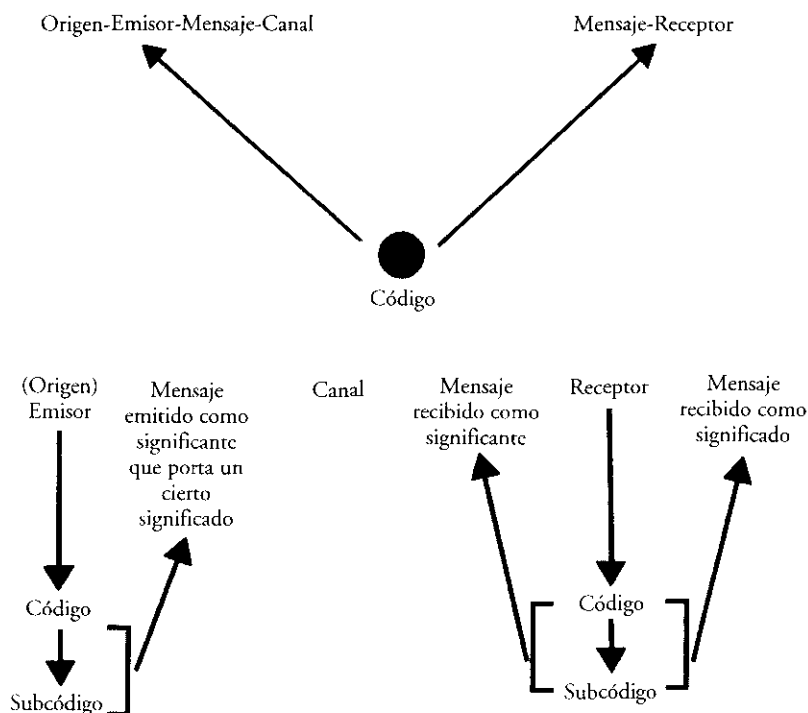 Origen-Emisor-Mensaje-Canal
Mensaje-Receptor
Código
(Origen)
Emisor
Mensaje
emitido como
significante
que porta un
cierto
significado
Canal
Mensaje
recibido como
significante
Receptor
Mensaje
recibido como
significado
Código
Subcódigo
Código
Subcódigo